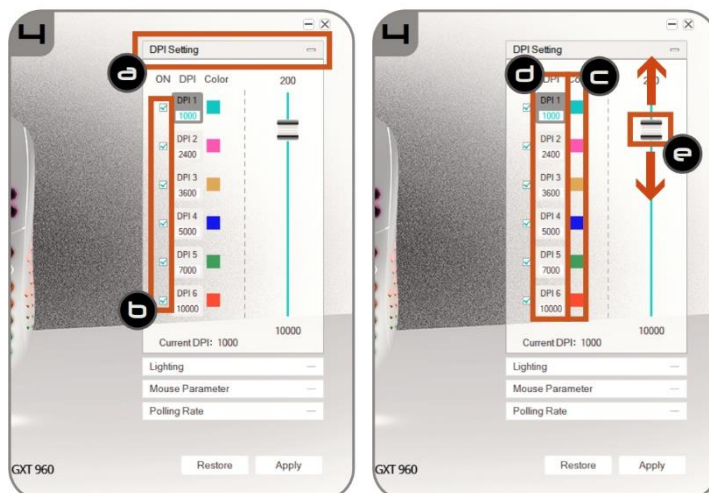 4
a
DPI Setting
ON DPI Color 200
DPI 1
1000
DPI 2
2400
DPI 3
3600
DPI 4
5000
DPI 5
7000
DPI 6
10000
b
10000
Current DPI: 1000
Lighting
Mouse Parameter
Polling Rate
GXT 960
Restore Apply
4
DPI Setting
d
c
DPI 1
1000
DPI 2
2400
DPI 3
3600
DPI 4
5000
DPI 5
7000
DPI 6
10000
e
10000
Current DPI: 1000
Lighting
Mouse Parameter
Polling Rate
GXT 960
Restore Apply